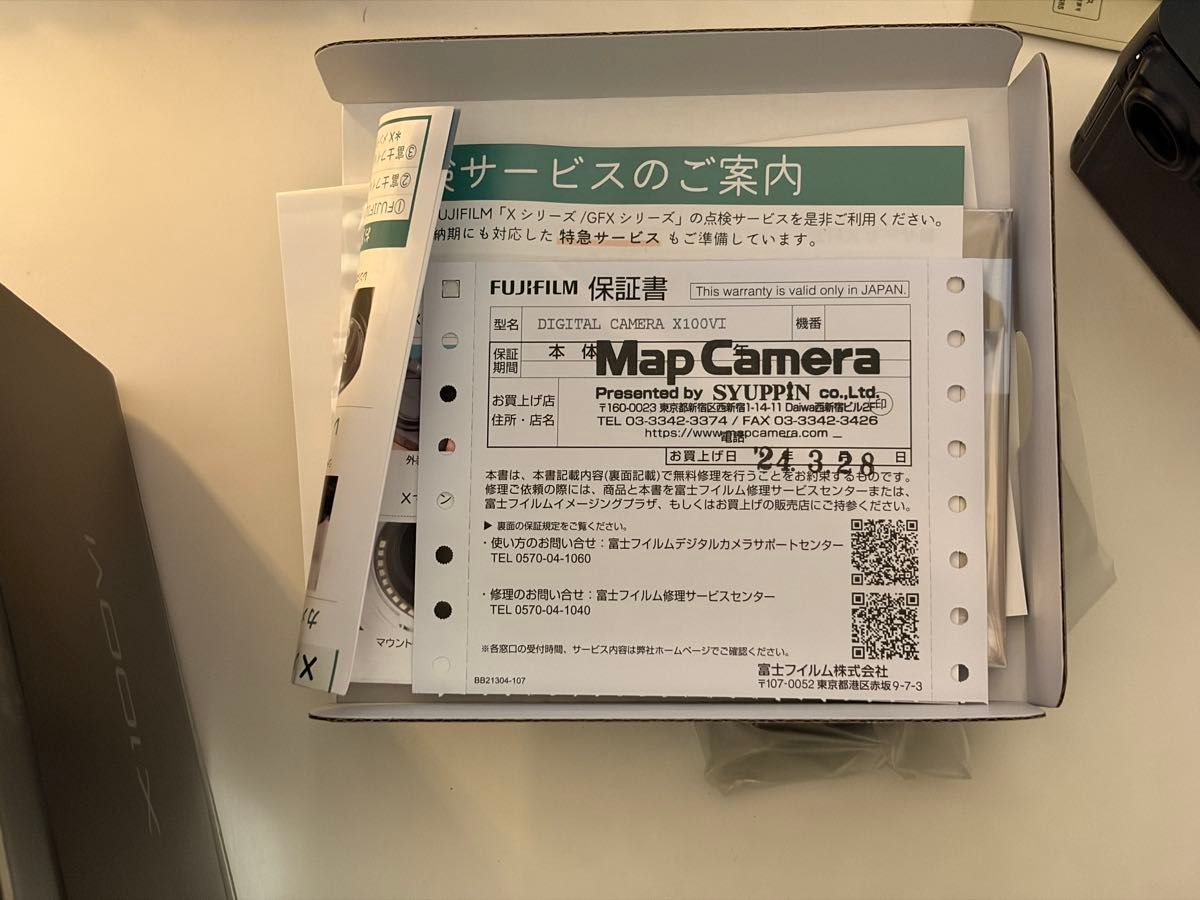 サービスのご案内
UJIFILM「Xシリーズ/GFXシリーズ」の点検サービスを是非ご利用ください。
納期にも対応した 特急サービス もご準備しています。
FUJIFILM 保証書 This warranty is valid only in JAPAN.
型名 DIGITAL CAMERA X100VI 機番
保証期間 本 体 年
Map Camera
Presented by SYUPPIN co.,Ltd.
お買上げ店
住所・店名
〒160-0023 東京都新宿区西新宿1-14-11 Daiwa西新宿ビル2F 印
TEL 03-3342-3374 / FAX 03-3342-3426
https://www.mapcamera.com
電話
お買上げ日 '24. 3. 28 年 日
本書は、本書記載内容(裏面記載)で無料修理を行うことをお約束するものです。
修理ご依頼の際には、商品と本書を富士フイルム修理サービスセンターまたは、
富士フイルムイメージングプラザ、もしくはお買上げの販売店にご持参ください。
▶ 裏面の保証規定をご覧ください。
・使い方のお問い合せ：富士フイルムデジタルカメラサポートセンター
TEL 0570-04-1060
・修理のお問い合せ：富士フイルム修理サービスセンター
TEL 0570-04-1040
※各窓口の受付時間、サービス内容は弊社ホームページでご確認ください。
富士フイルム株式会社
〒107-0052 東京都港区赤坂9-7-3
BB21304-107
マウント
X100VI